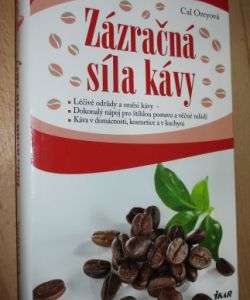 Cal Oreyová
Zázračná
síla kávy
Léčivé odrůdy a směsi kávy
Dokonalý nápoj pro štíhlou postavu a věčné mládí
Káva v domácnosti, kosmetice a v kuchyni
IKAR